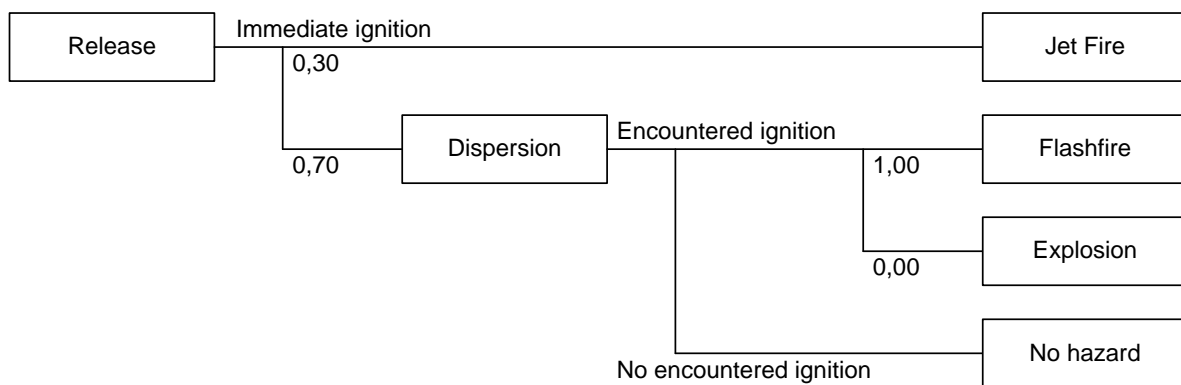 Immediate ignition
Release
Jet Fire
0,30
Encountered ignition
Dispersion
Flashfire
0,70
1,00
Explosion
0,00
No hazard
No encountered ignition